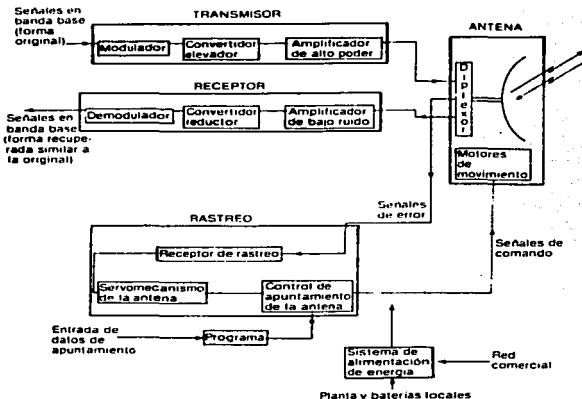 Señales en
banda base
(forma
original)
TRANSMISOR
Modulador
Convertidor
elevador
Amplificador
de alto poder
ANTENA
Diplexor
Motores
de
movimiento
RECEPTOR
Señales en
banda base
(forma recupe-
rada similar a
la original)
Demodulador
Convertidor
reductor
Amplificador
de bajo ruido
Señales
de error
RASTREO
Receptor de rastreo
Servomecanismo
de la antena
Control de
apuntamiento
de la antena
Señales de
comando
Entrada de
datos de
apuntamiento
Programa
Sistema de
alimentación
de energía
Red
comercial
Planta y baterías locales